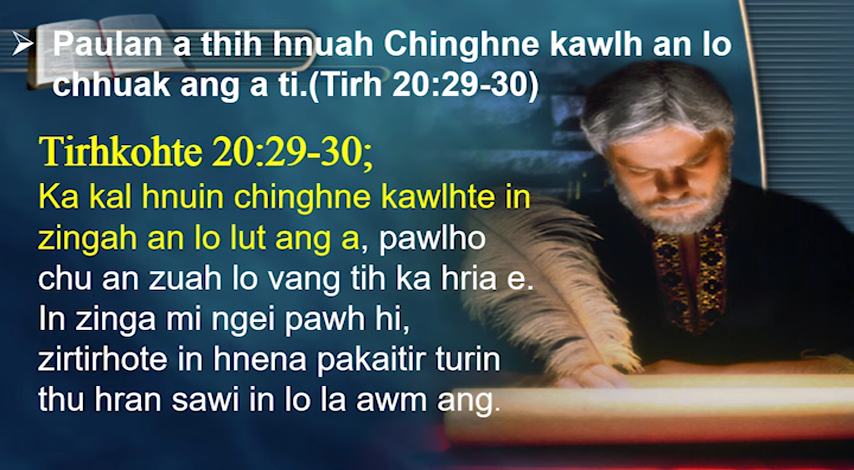 ➢ Paulan a thih hnuah Chinghne kawlh an lo
chhuak ang a ti.(Tirh 20:29-30)
Tirhkohte 20:29-30;
Ka kal hnuin chinghne kawlhte in
zingah an lo lut ang a, pawlho
chu an zuah lo vang tih ka hria e.
In zinga mi ngei pawh hi,
zirtirhote in hnena pakaitir turin
thu hran sawi in lo la awm ang.